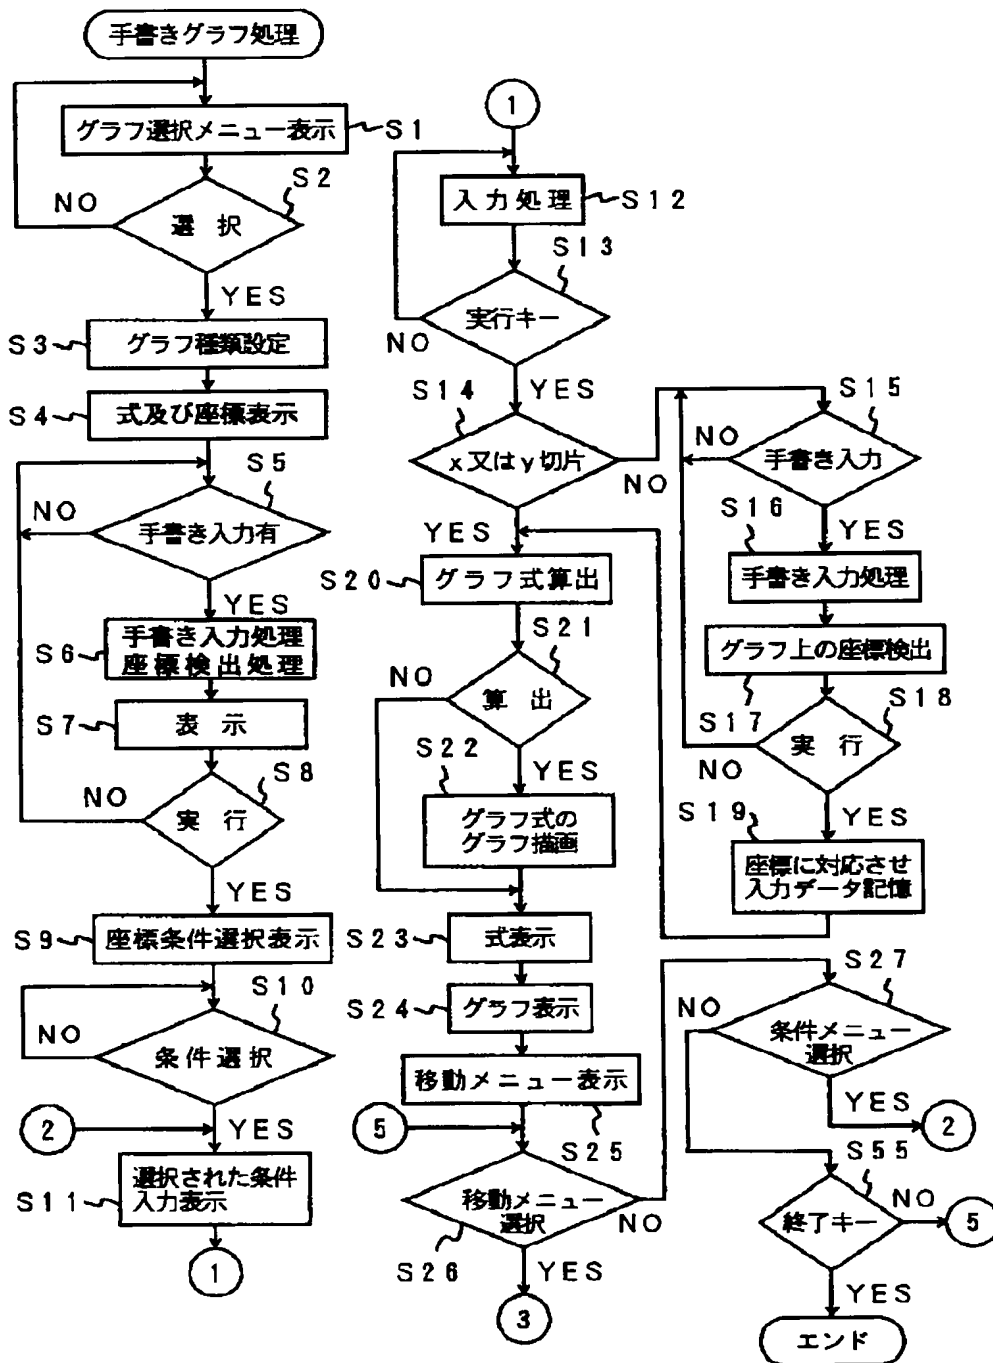 手書きグラフ処理
グラフ選択メニュー表示
S1
S2
NO
選 択
YES
S3
グラフ種類設定
S4
式及び座標表示
S5
NO
手書き入力有
YES
S6
手書き入力処理
座標検出処理
S7
表 示
S8
NO
実 行
YES
S9
座標条件選択表示
S10
NO
条件選択
2
YES
S11
選択された条件
入力表示
1
1
入力処理
S12
S13
実行キー
NO
YES
S14
x又はy切片
NO
YES
S20
グラフ式算出
S21
NO
算 出
S22
YES
グラフ式の
グラフ描画
S23
式表示
S24
グラフ表示
移動メニュー表示
5
S25
移動メニュー
選択
NO
S26
YES
3
S15
NO
手書き入力
S16
YES
手書き入力処理
グラフ上の座標検出
S17
S18
実 行
NO
S19
YES
座標に対応させ
入力データ記憶
S27
NO
条件メニュー
選択
YES
2
S55
終了キー
NO
5
YES
エンド